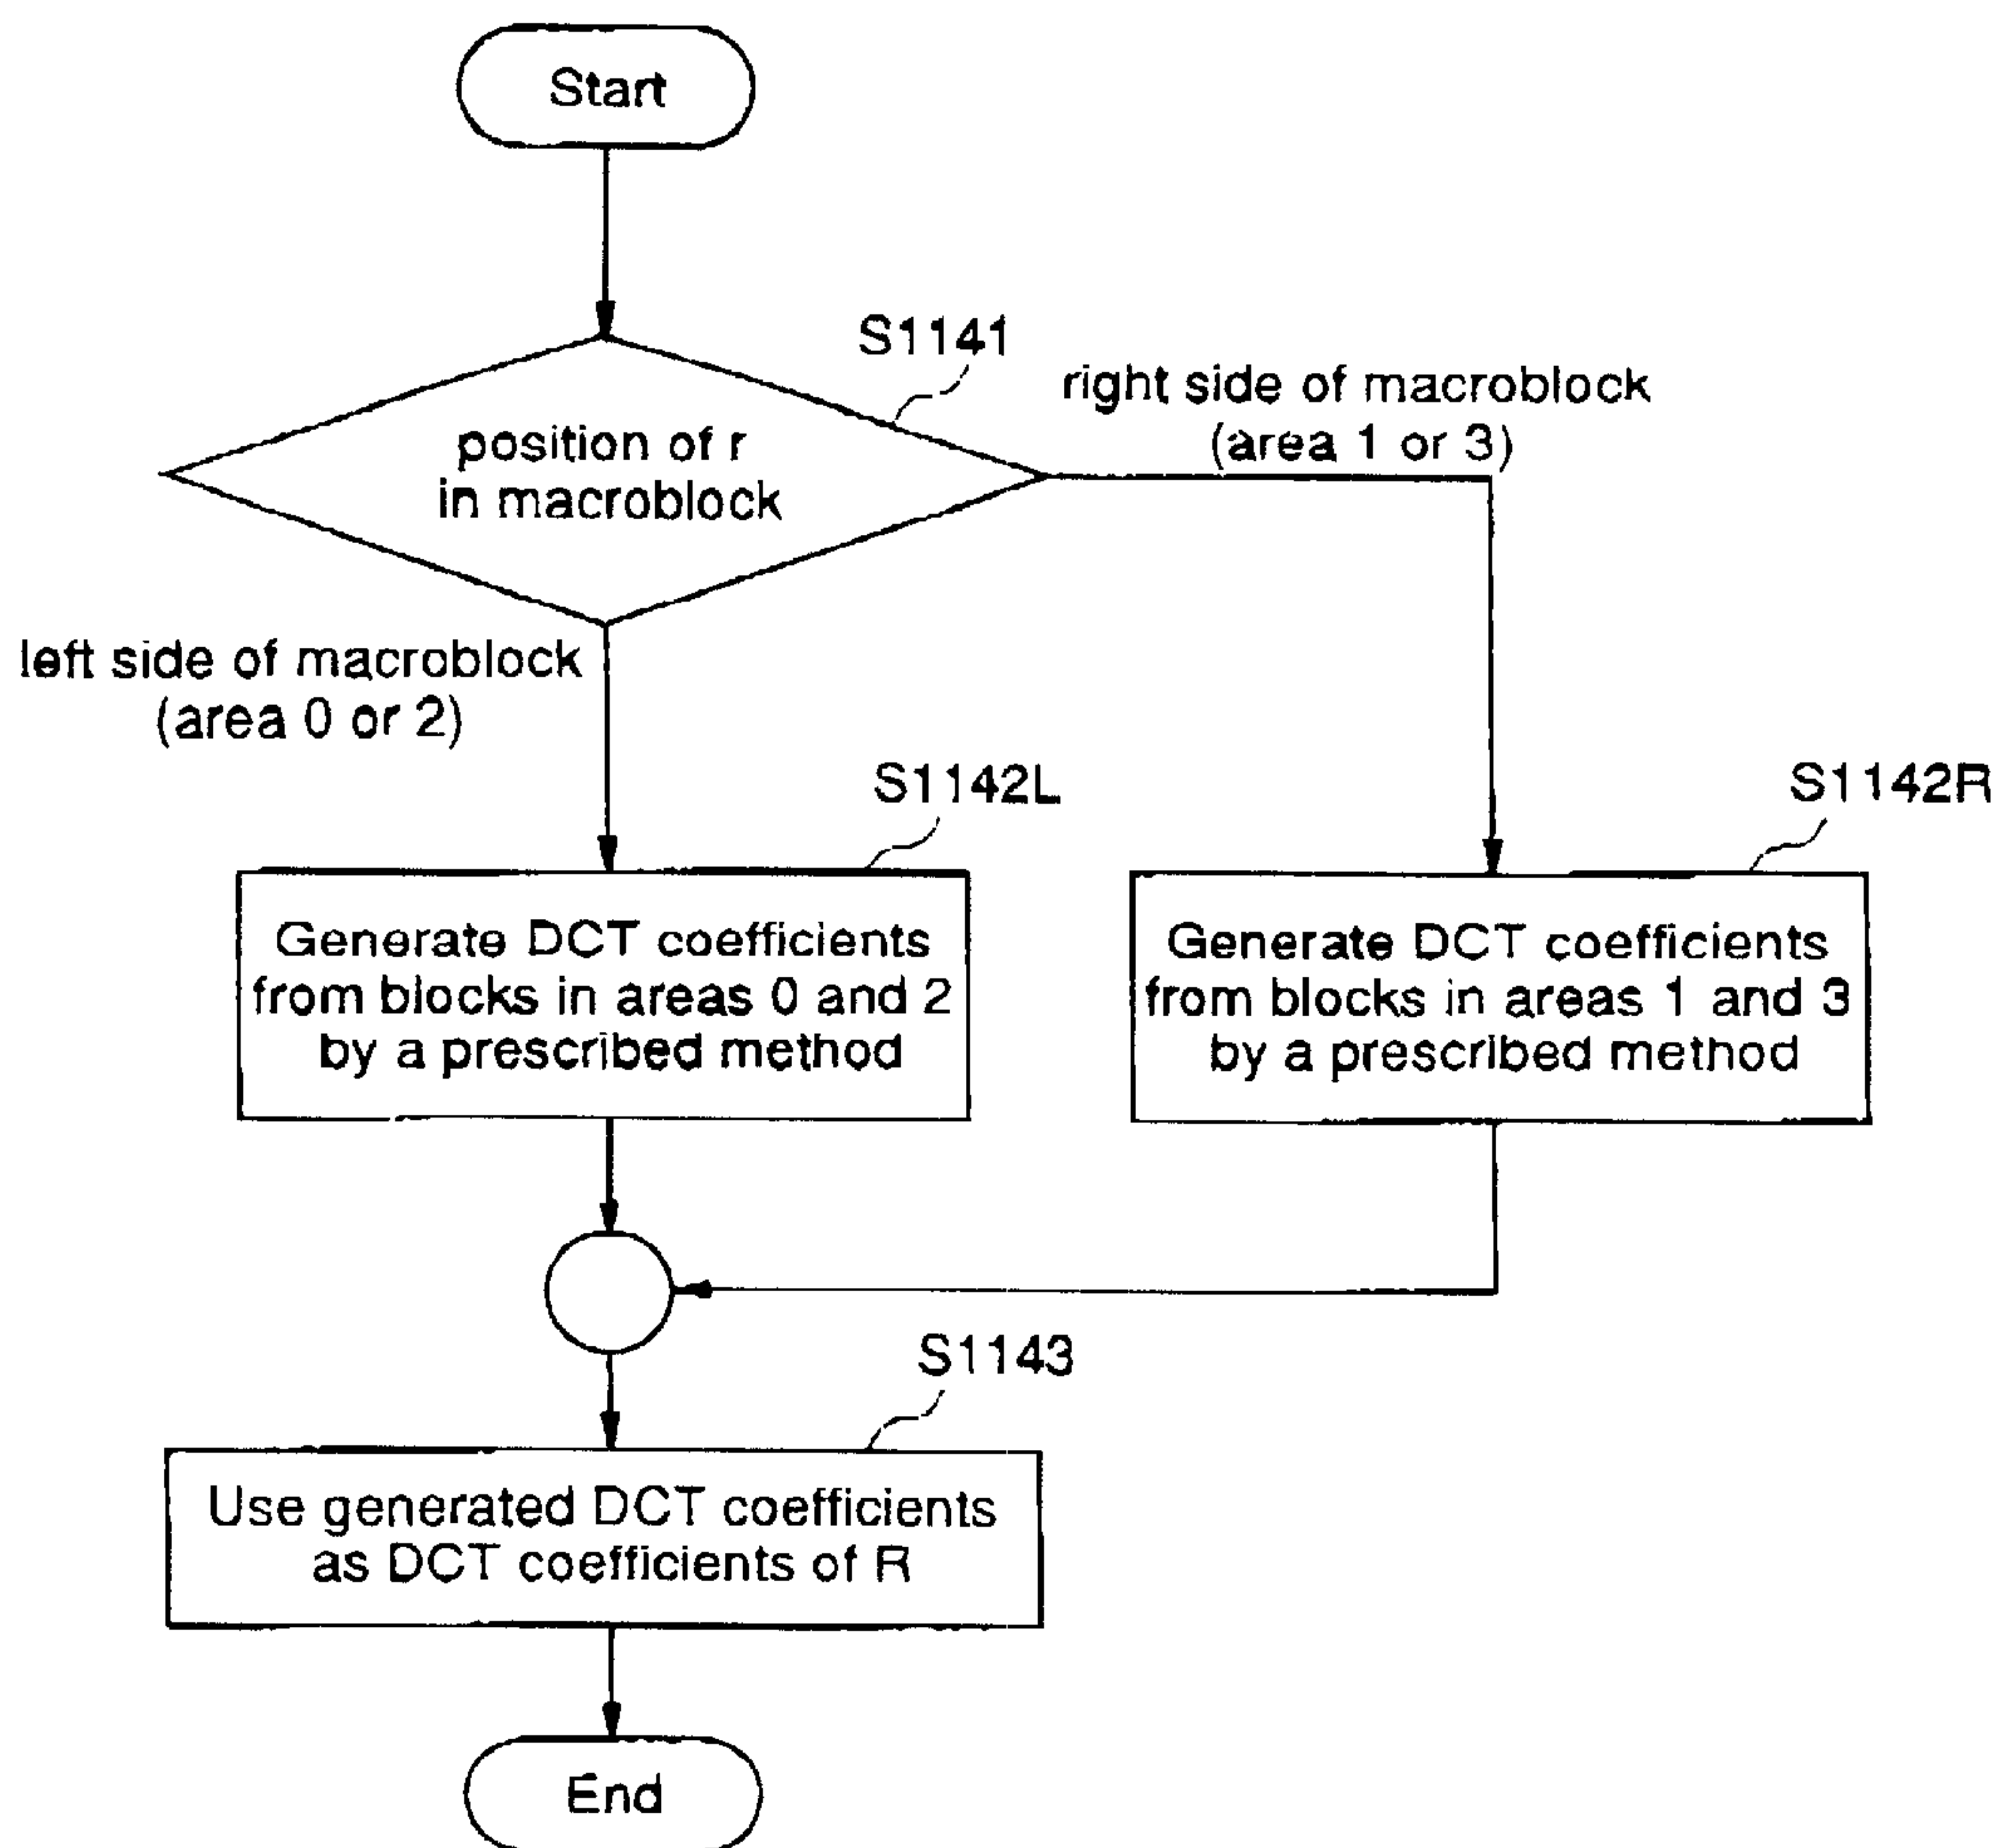 Start
S1141
position of r
in macroblock
right side of macroblock
(area 1 or 3)
left side of macroblock
(area 0 or 2)
S1142L
S1142R
Generate DCT coefficients
from blocks in areas 0 and 2
by a prescribed method
Generate DCT coefficients
from blocks in areas 1 and 3
by a prescribed method
S1143
Use generated DCT coefficients
as DCT coefficients of R
End